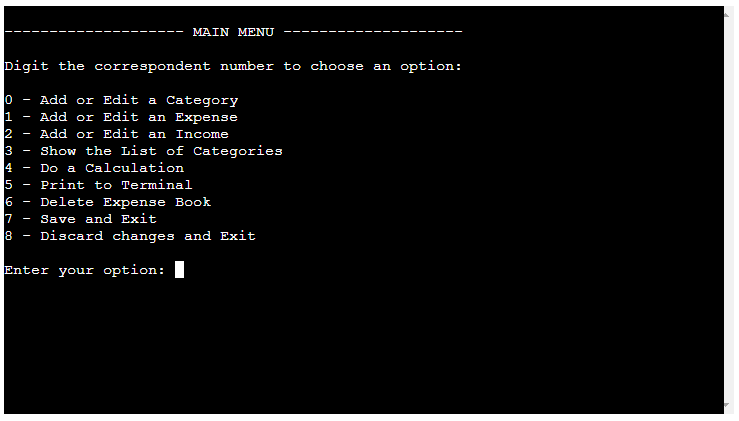 -------------------- MAIN MENU --------------------
Digit the correspondent number to choose an option:
0 - Add or Edit a Category
1 - Add or Edit an Expense
2 - Add or Edit an Income
3 - Show the List of Categories
4 - Do a Calculation
5 - Print to Terminal
6 - Delete Expense Book
7 - Save and Exit
8 - Discard changes and Exit
Enter your option: